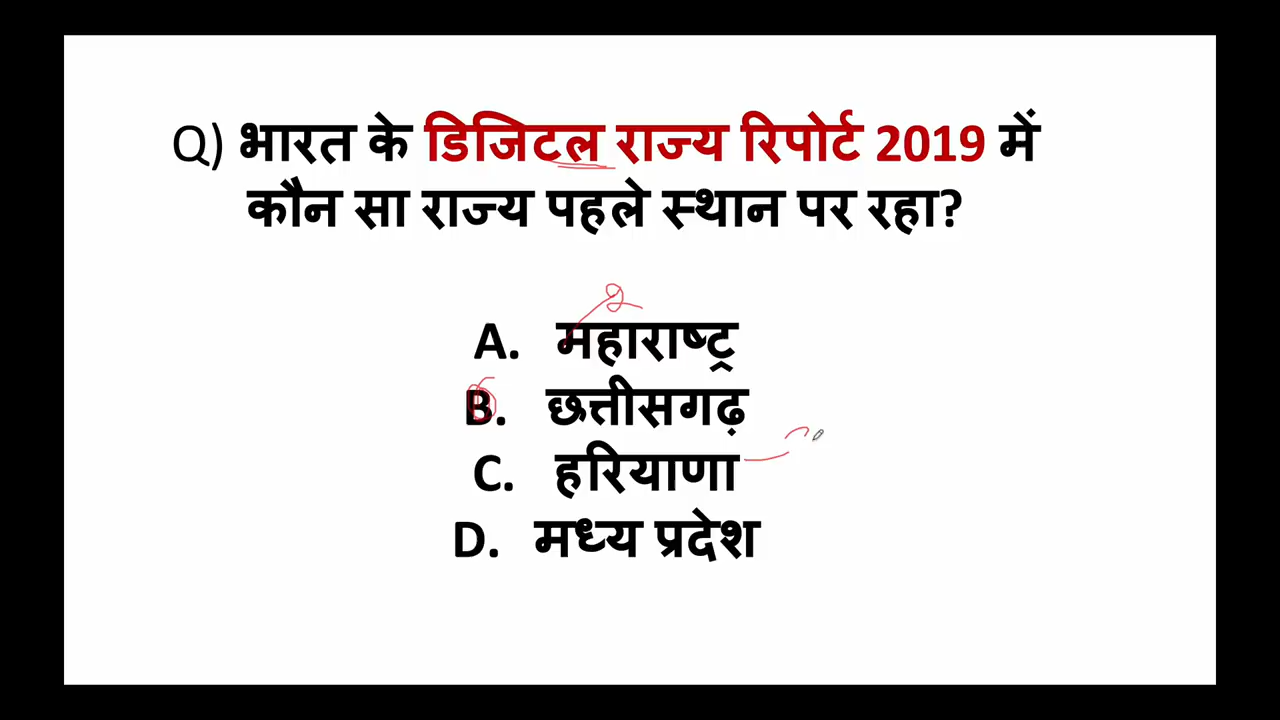 Q) भारत के डिजिटल राज्य रिपोर्ट 2019 में
कौन सा राज्य पहले स्थान पर रहा?
A. महाराष्ट्र
B. छत्तीसगढ़
C. हरियाणा
D. मध्य प्रदेश